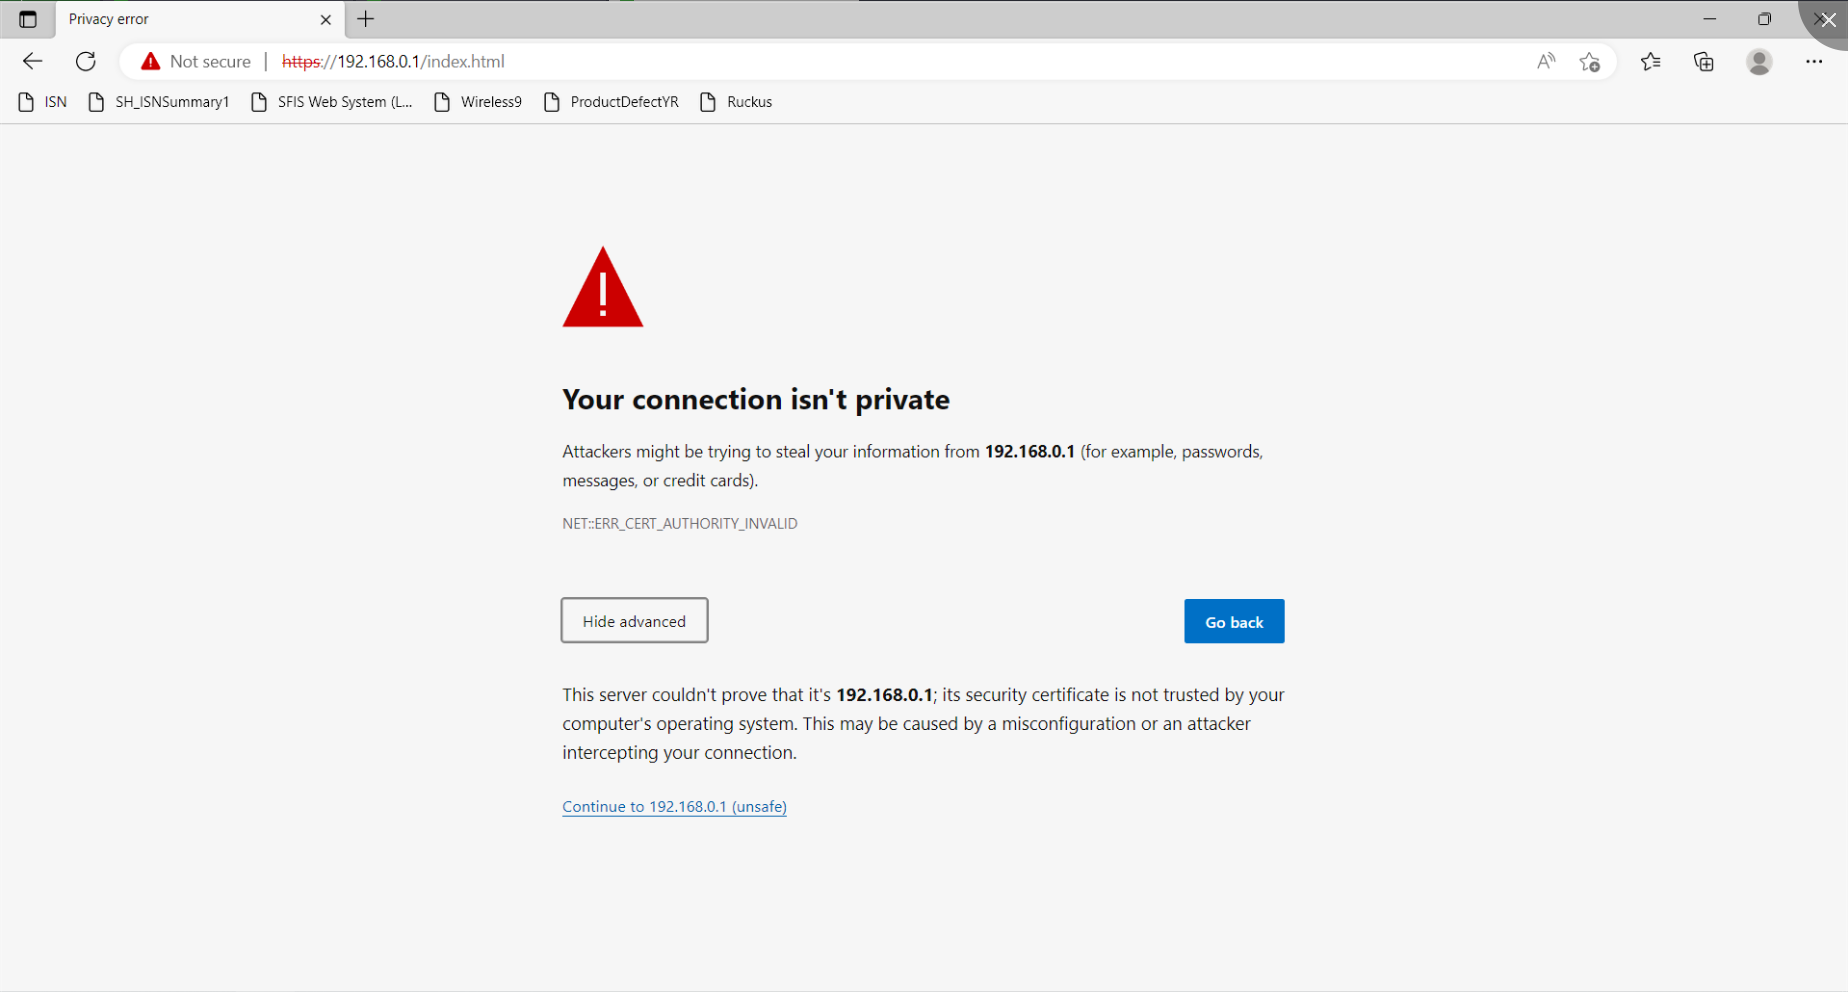 Privacy error
Not secure
https://192.168.0.1/index.html
ISN
SH_ISNSummary1
SFIS Web System (L...
Wireless9
ProductDefectYR
Ruckus
Your connection isn't private
Attackers might be trying to steal your information from 192.168.0.1 (for example, passwords,
messages, or credit cards).
NET::ERR_CERT_AUTHORITY_INVALID
Hide advanced
Go back
This server couldn't prove that it's 192.168.0.1; its security certificate is not trusted by your
computer's operating system. This may be caused by a misconfiguration or an attacker
intercepting your connection.
Continue to 192.168.0.1 (unsafe)